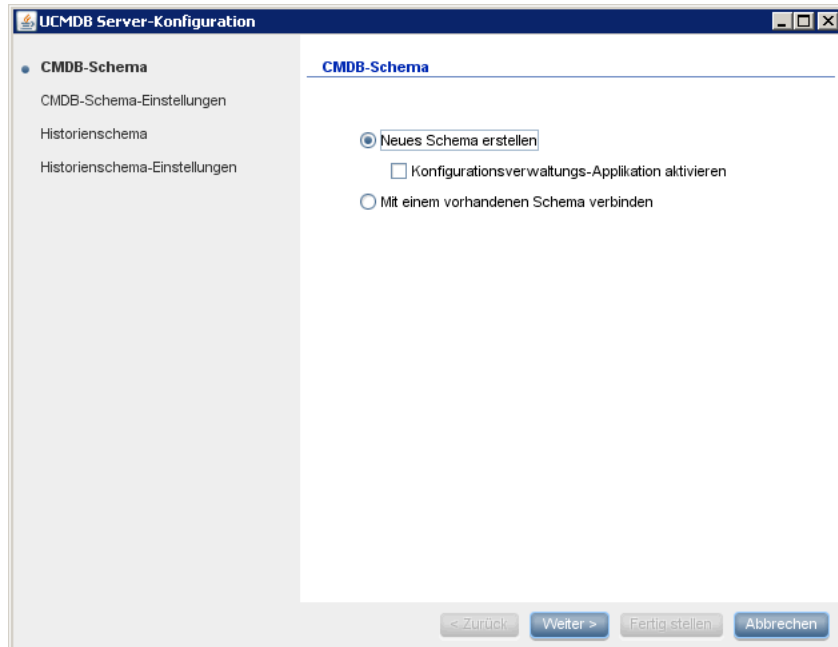 UCMDB Server-Konfiguration
CMDB-Schema
CMDB-Schema-Einstellungen
Historienschema
Historienschema-Einstellungen
CMDB-Schema
Neues Schema erstellen
Konfigurationsverwaltungs-Applikation aktivieren
Mit einem vorhandenen Schema verbinden
< Zurück Weiter > Fertig stellen Abbrechen